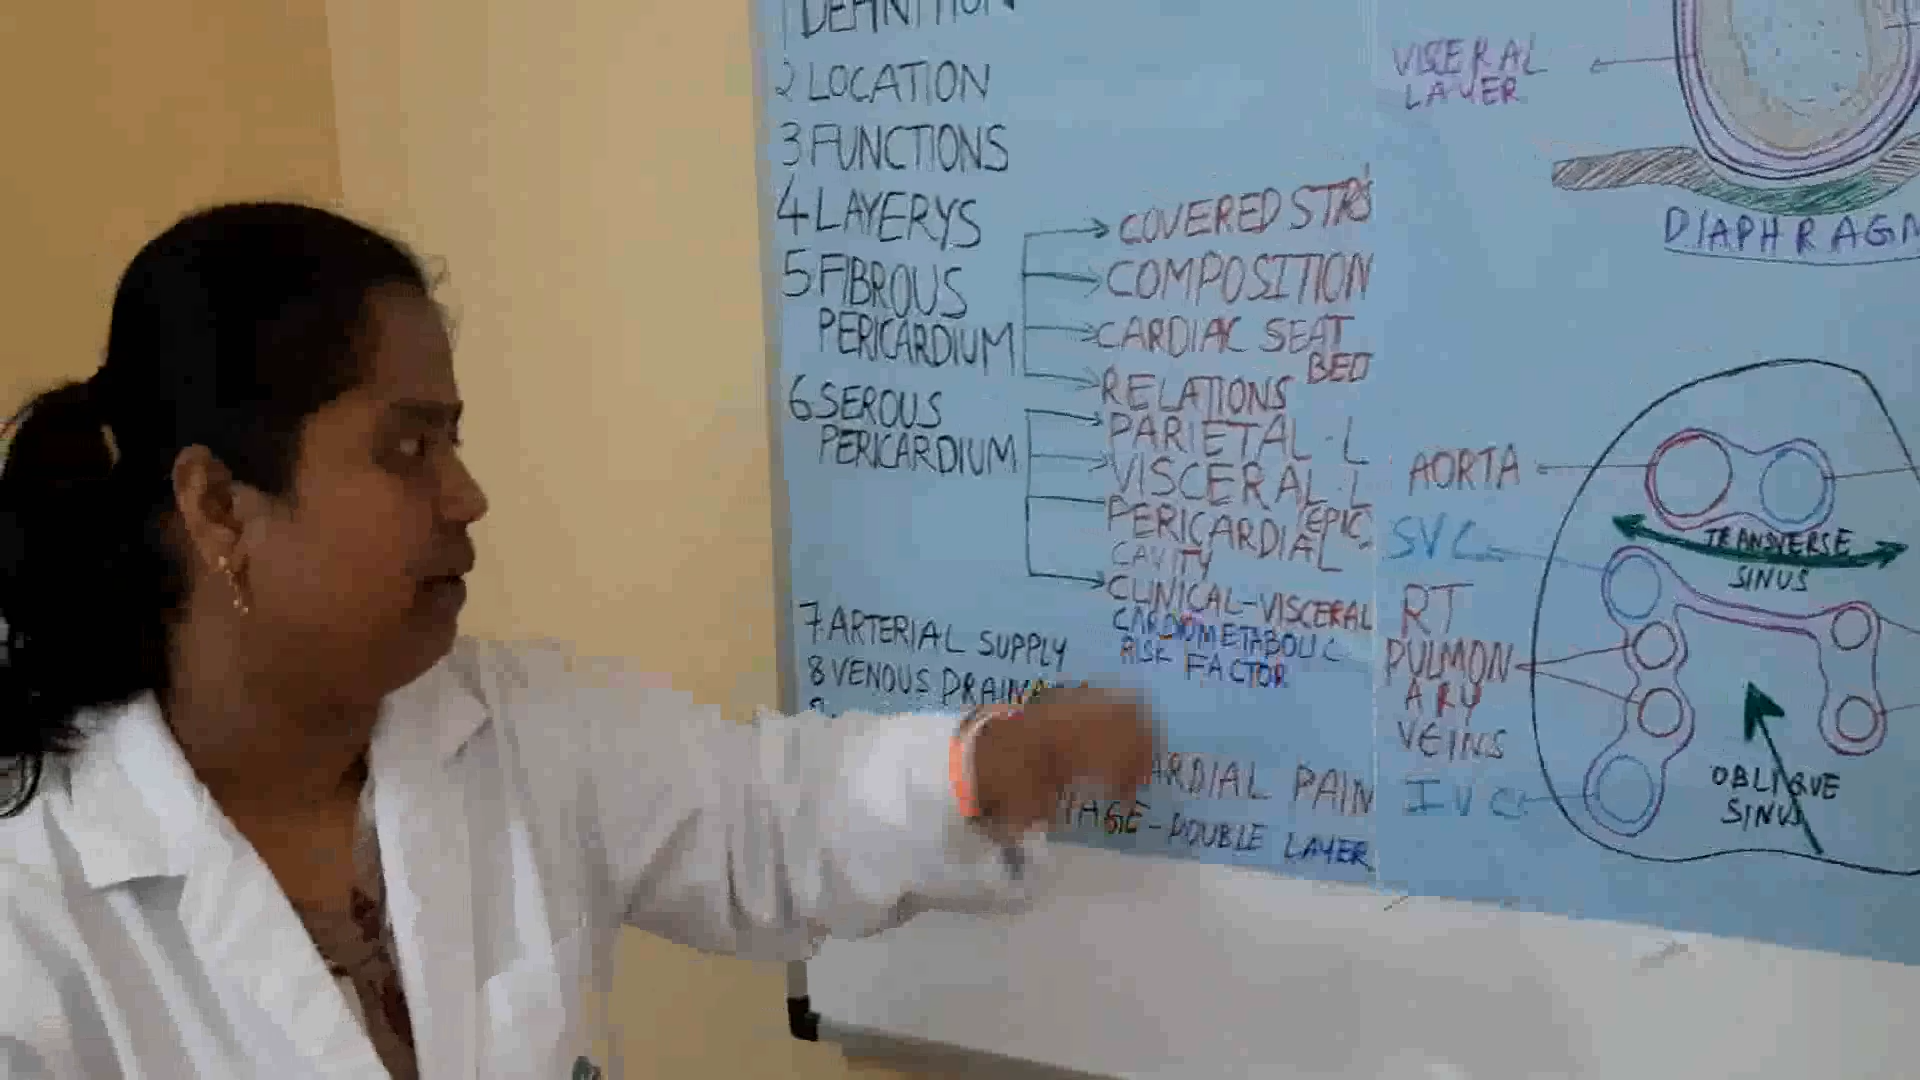 1 DEFINITION
2 LOCATION
3 FUNCTIONS
4 LAYERYS
5 FIBROUS
PERICARDIUM
COVERED STRS
COMPOSITION
CARDIAC SEAT
BED
RELATIONS
6 SEROUS
PERICARDIUM
PARIETAL - L
VISCERAL - L
EPIC
PERICARDIAL
CAVITY
CLINICAL-VISCERAL
CARDIOMETABOLIC
RISK FACTOR
7 ARTERIAL SUPPLY
8 VENOUS
ARDIAL PAIN
- DOUBLE LAYER
VISCERAL
LAYER
DIAPHRAGM
AORTA
SVC
TRANSVERSE
SINUS
RT
PULMON
ARY
VEINS
IVC
OBLIQUE
SINUS